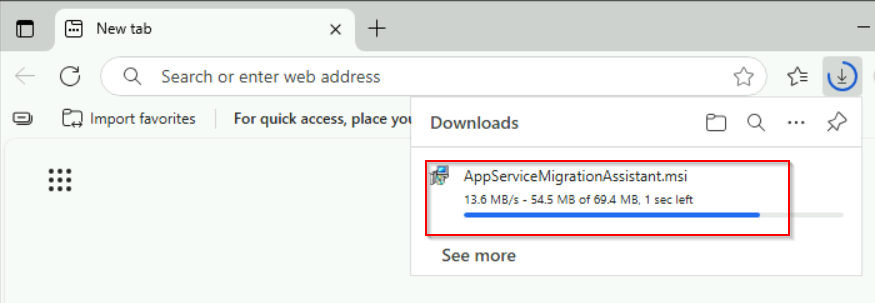 New tab
Search or enter web address
Import favorites
For quick access, place you
Downloads
AppServiceMigrationAssistant.msi
13.6 MB/s - 54.5 MB of 69.4 MB, 1 sec left
See more